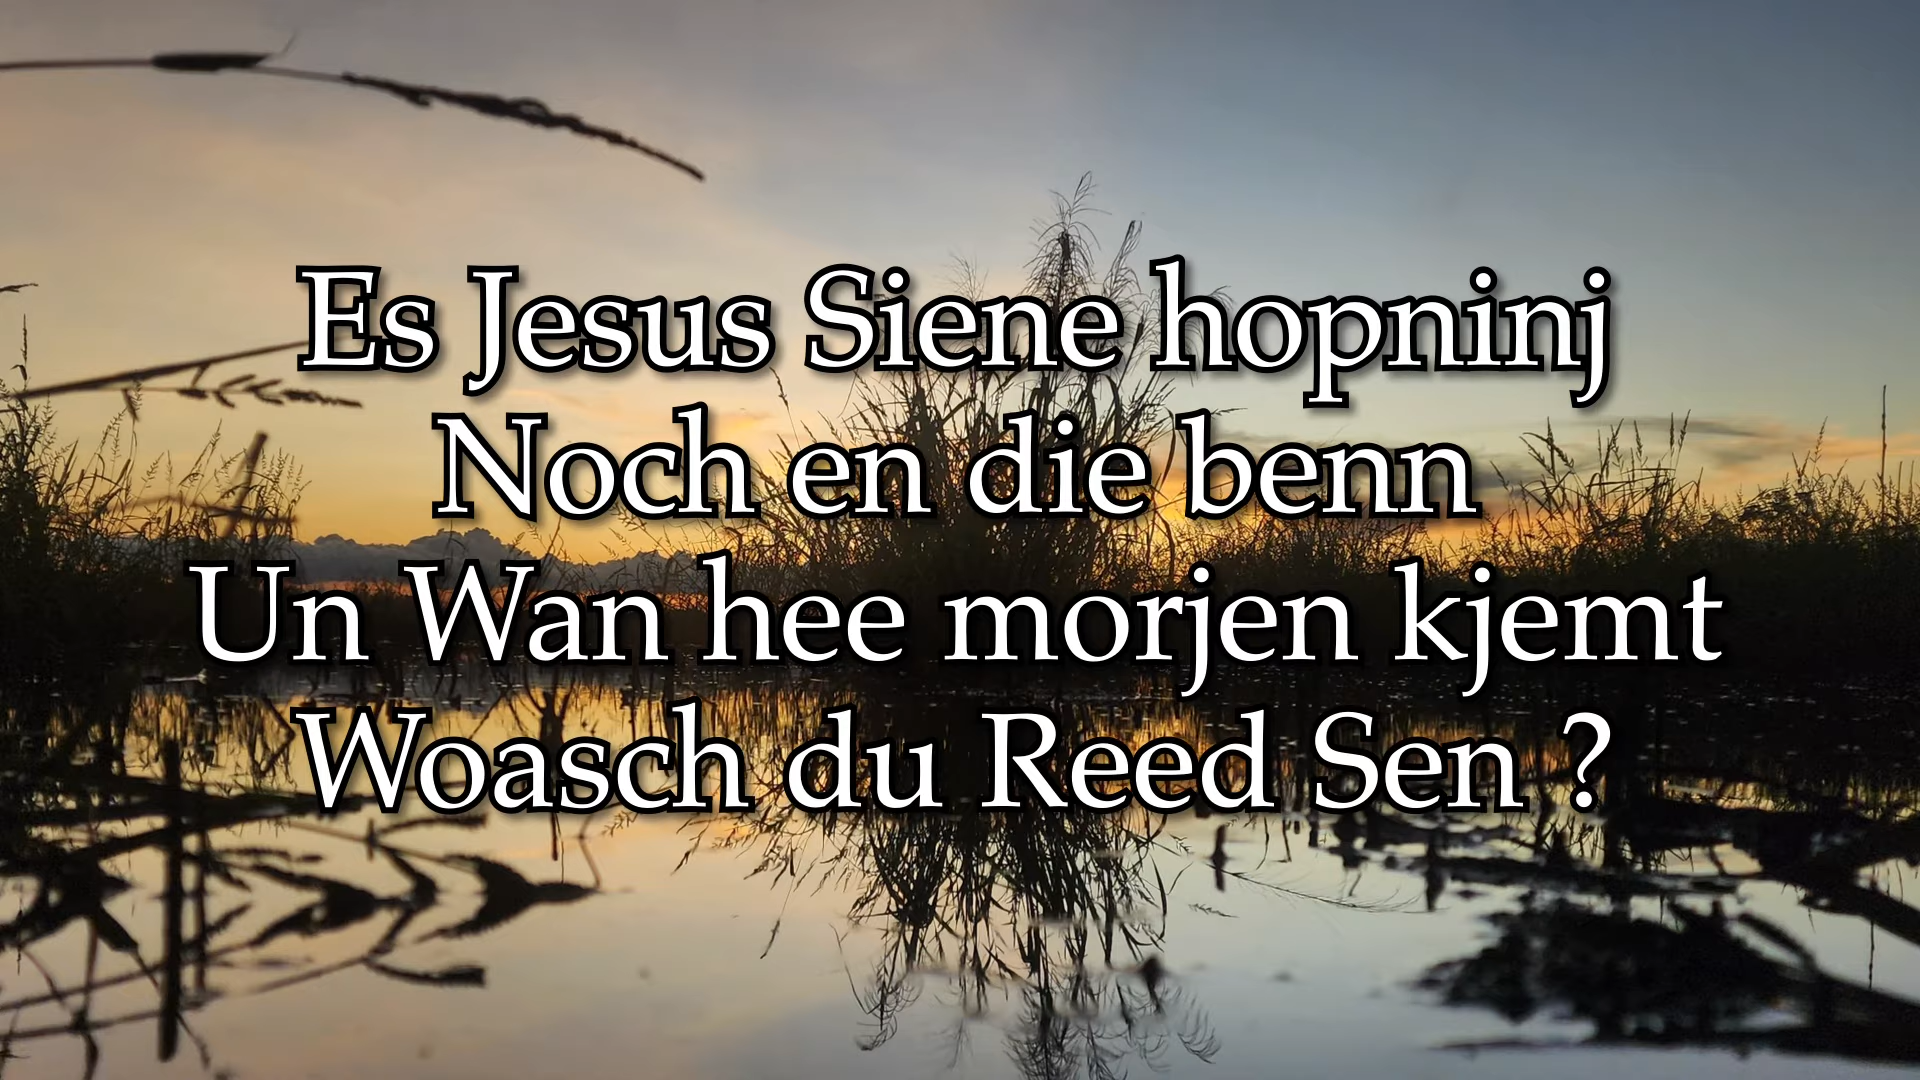 Es Jesus Siene hopninj
Noch en die benn
Un Wan hee morjen kjemt
Woasch du Reed Sen ?